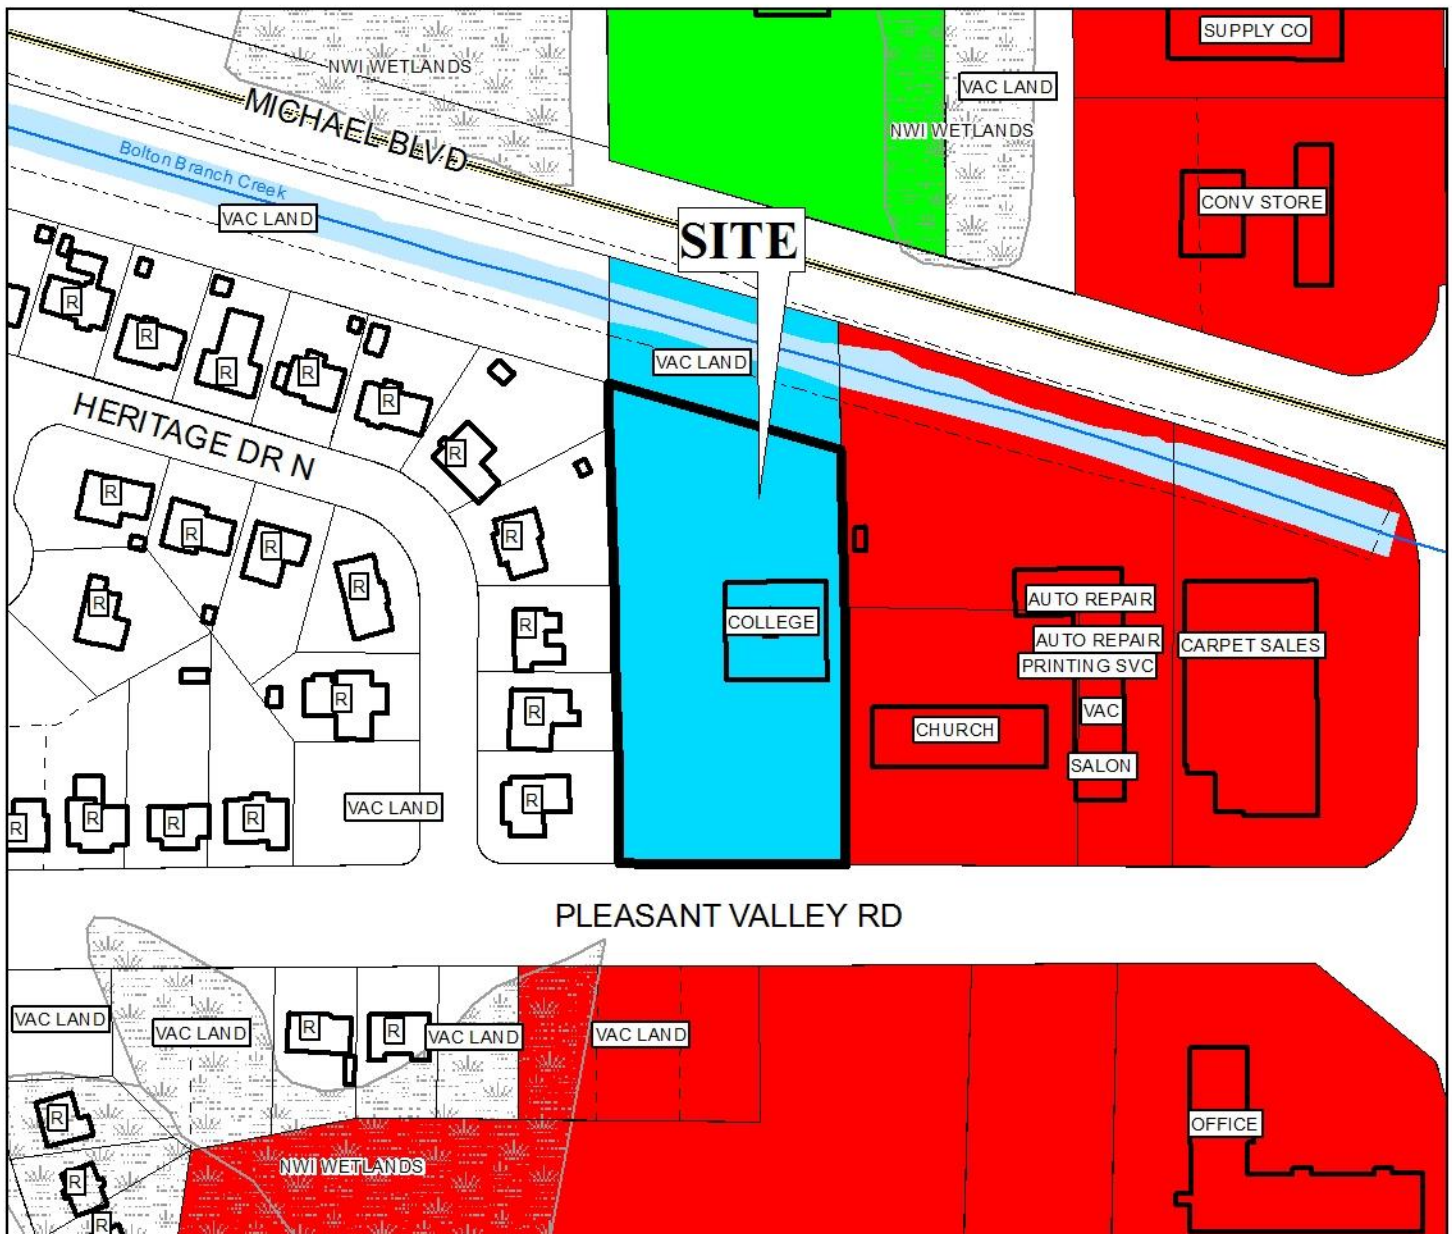 SUPPLY CO
NWI WETLANDS
VAC LAND
MICHAEL BLVD
NWI WETLANDS
Bolton Branch Creek
VAC LAND
CONV STORE
SITE
R
R
R
R
R
VAC LAND
HERITAGE DR N
R
R
R
R
R
R
R
COLLEGE
AUTO REPAIR
AUTO REPAIR
CARPET SALES
PRINTING SVC
R
R
R
VAC
CHURCH
SALON
R
R
R
R
R
VAC LAND
PLEASANT VALLEY RD
VAC LAND
VAC LAND
R
R
VAC LAND
VAC LAND
R
OFFICE
NWI WETLANDS
R
R